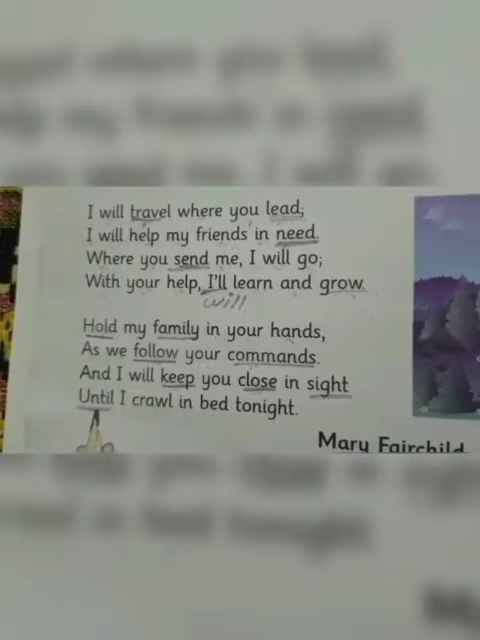 I will travel where you lead;
I will help my friends in need.
Where you send me, I will go;
With your help, I'll learn and grow.
will
Hold my family in your hands,
As we follow your commands.
And I will keep you close in sight
Until I crawl in bed tonight.
Mary Fairchild